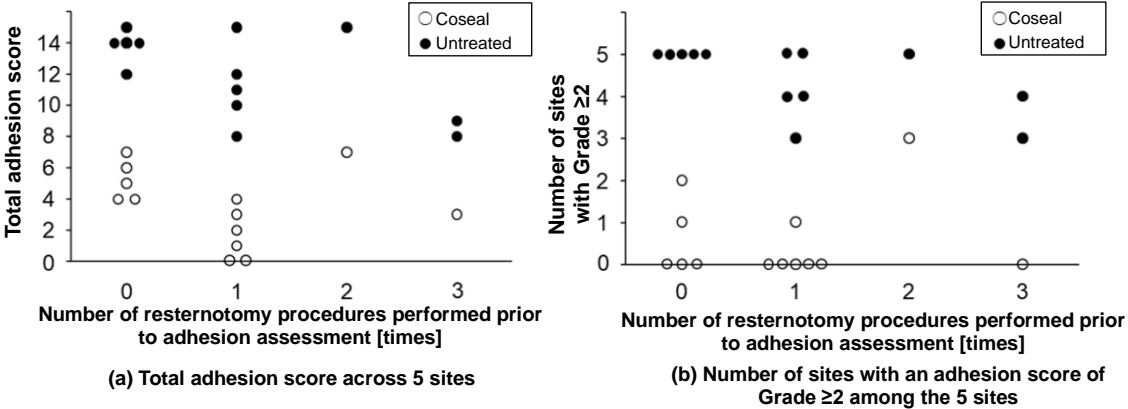 Total adhesion score
14
12
10
8
6
4
2
0
0 1 2 3
Coseal
Untreated
Number of resternotomy procedures performed prior
to adhesion assessment [times]
(a) Total adhesion score across 5 sites
Number of sites
with Grade ≥2
5
4
3
2
1
0
0 1 2 3
Coseal
Untreated
Number of resternotomy procedures performed prior
to adhesion assessment [times]
(b) Number of sites with an adhesion score of
Grade ≥2 among the 5 sites